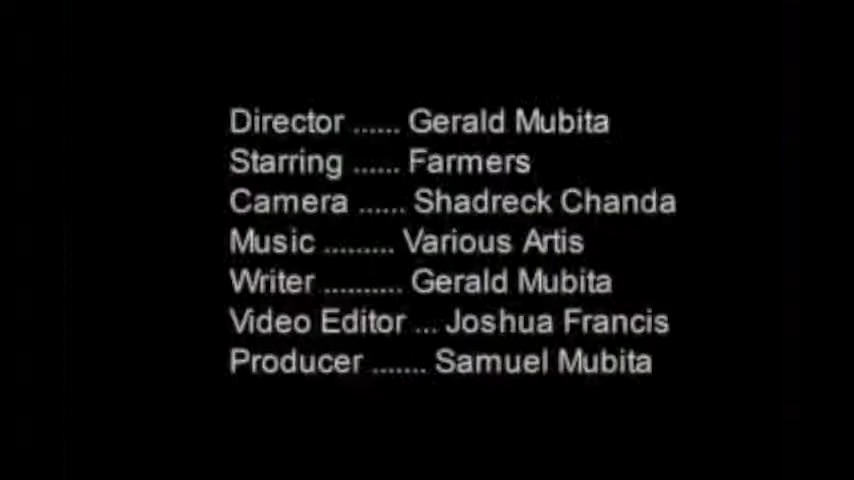 Director ...... Gerald Mubita
Starring ...... Farmers
Camera ...... Shadreck Chanda
Music ......... Various Artis
Writer .......... Gerald Mubita
Video Editor ... Joshua Francis
Producer ....... Samuel Mubita